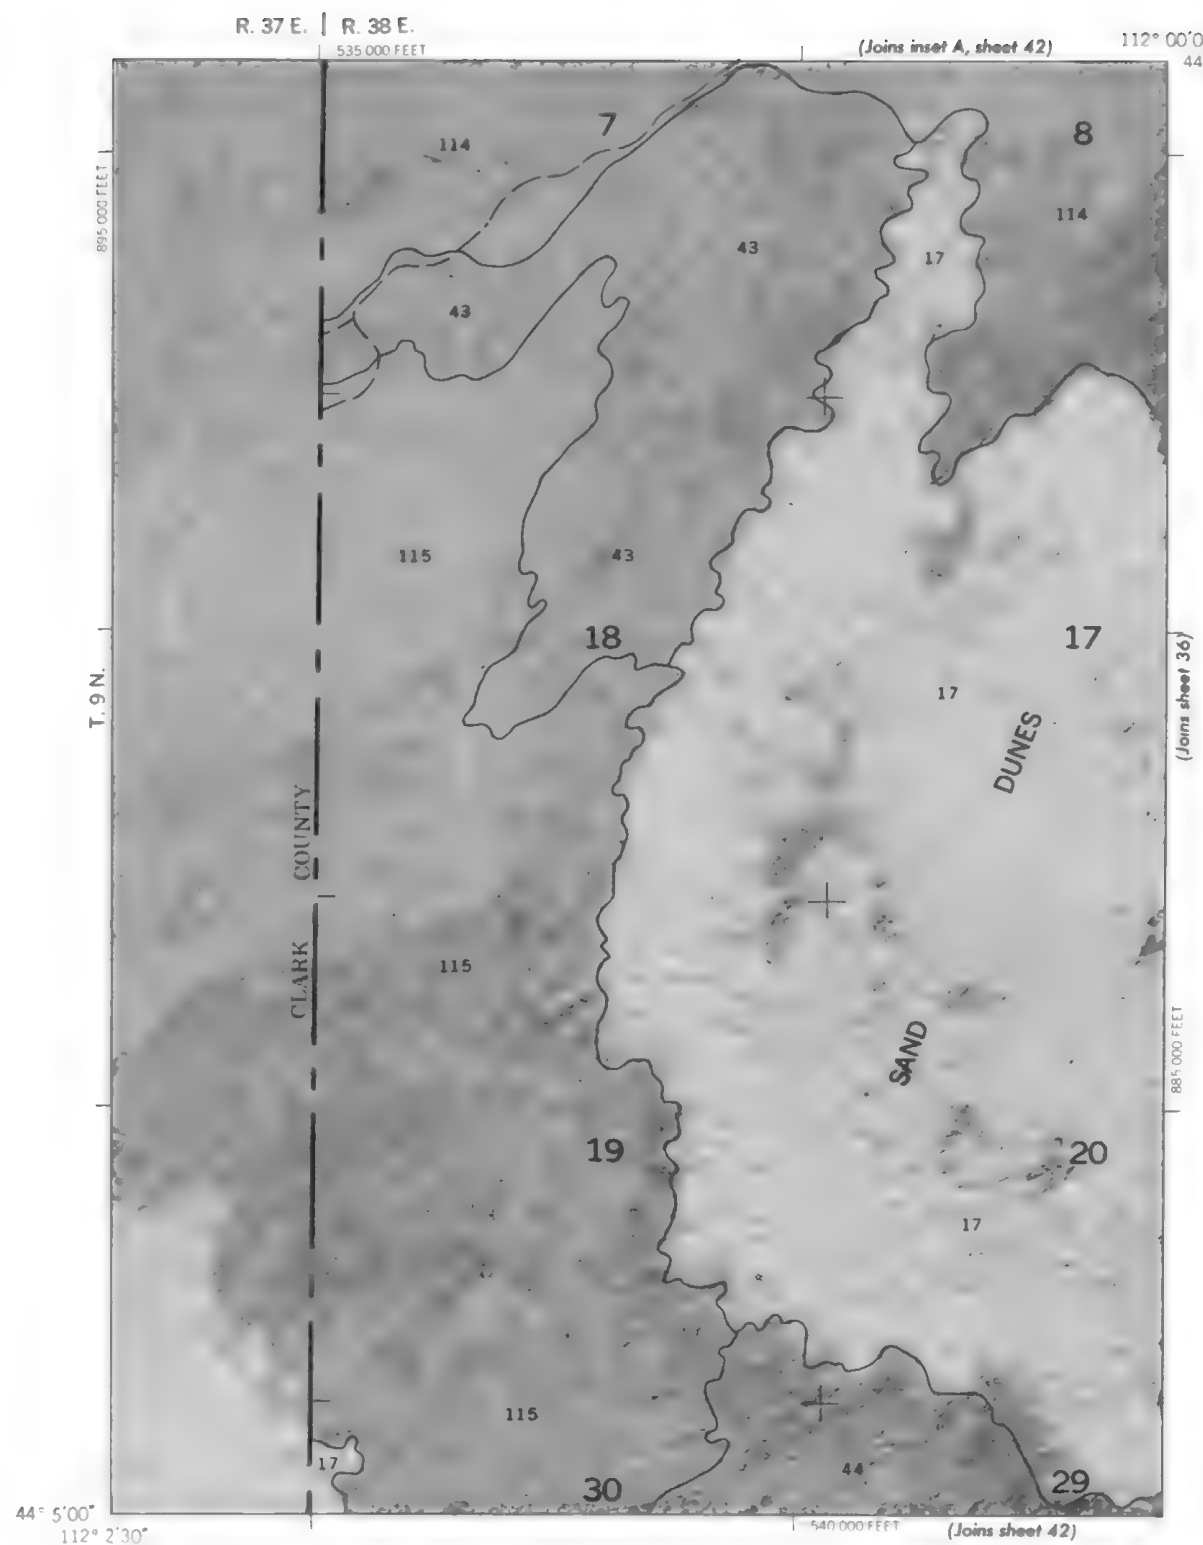 R. 37 E. | R. 38 E.
535 000 FEET
(Joins inset A, sheet 42)
112° 00'0
44
7
8
114
114
895 000 FEET
43
17
43
115
43
18
17
T. 9 N.
17
(Joins sheet 36)
DUNES
CLARK COUNTY
115
SAND
885 000 FEET
19
20
17
115
17
44
30
29
44° 5'00"
112° 2'30"
540 000 FEET
(Joins sheet 42)